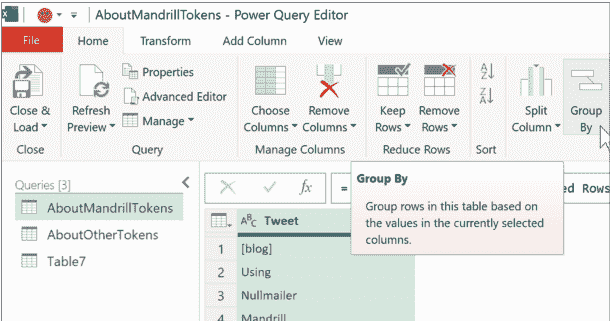 AboutMandrillTokens - Power Query Editor
File Home Transform Add Column View
Close & Load
Refresh Preview
Properties
Advanced Editor
Manage
Choose Columns
Remove Columns
Keep Rows
Remove Rows
A Z
Z A
Split Column
Group By
Close Query Manage Columns Reduce Rows Sort
Queries [3]
AboutMandrillTokens
AboutOtherTokens
Table7
fx = ed Rows
Group By
Group rows in this table based on
the values in the currently selected
columns.
ABC Tweet
1 [blog]
2 Using
3 Nullmailer
4 Mandrill